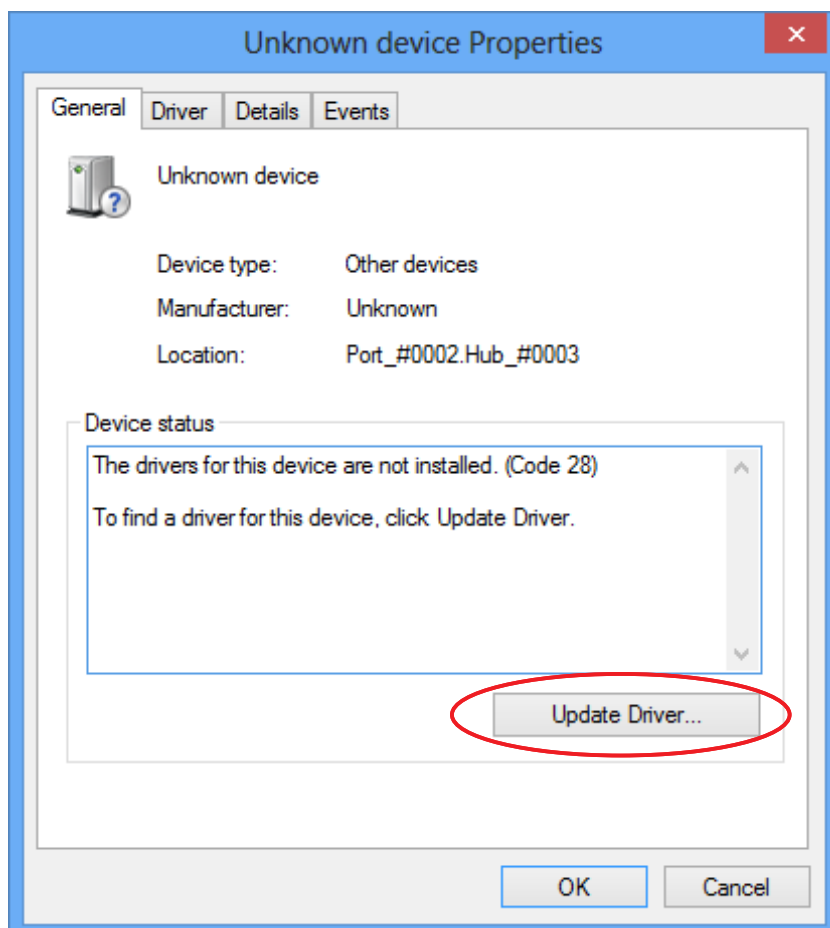 Unknown device Properties
General Driver Details Events
Unknown device
Device type: Other devices
Manufacturer: Unknown
Location: Port_#0002.Hub_#0003
Device status
The drivers for this device are not installed. (Code 28)
To find a driver for this device, click Update Driver.
Update Driver...
OK Cancel